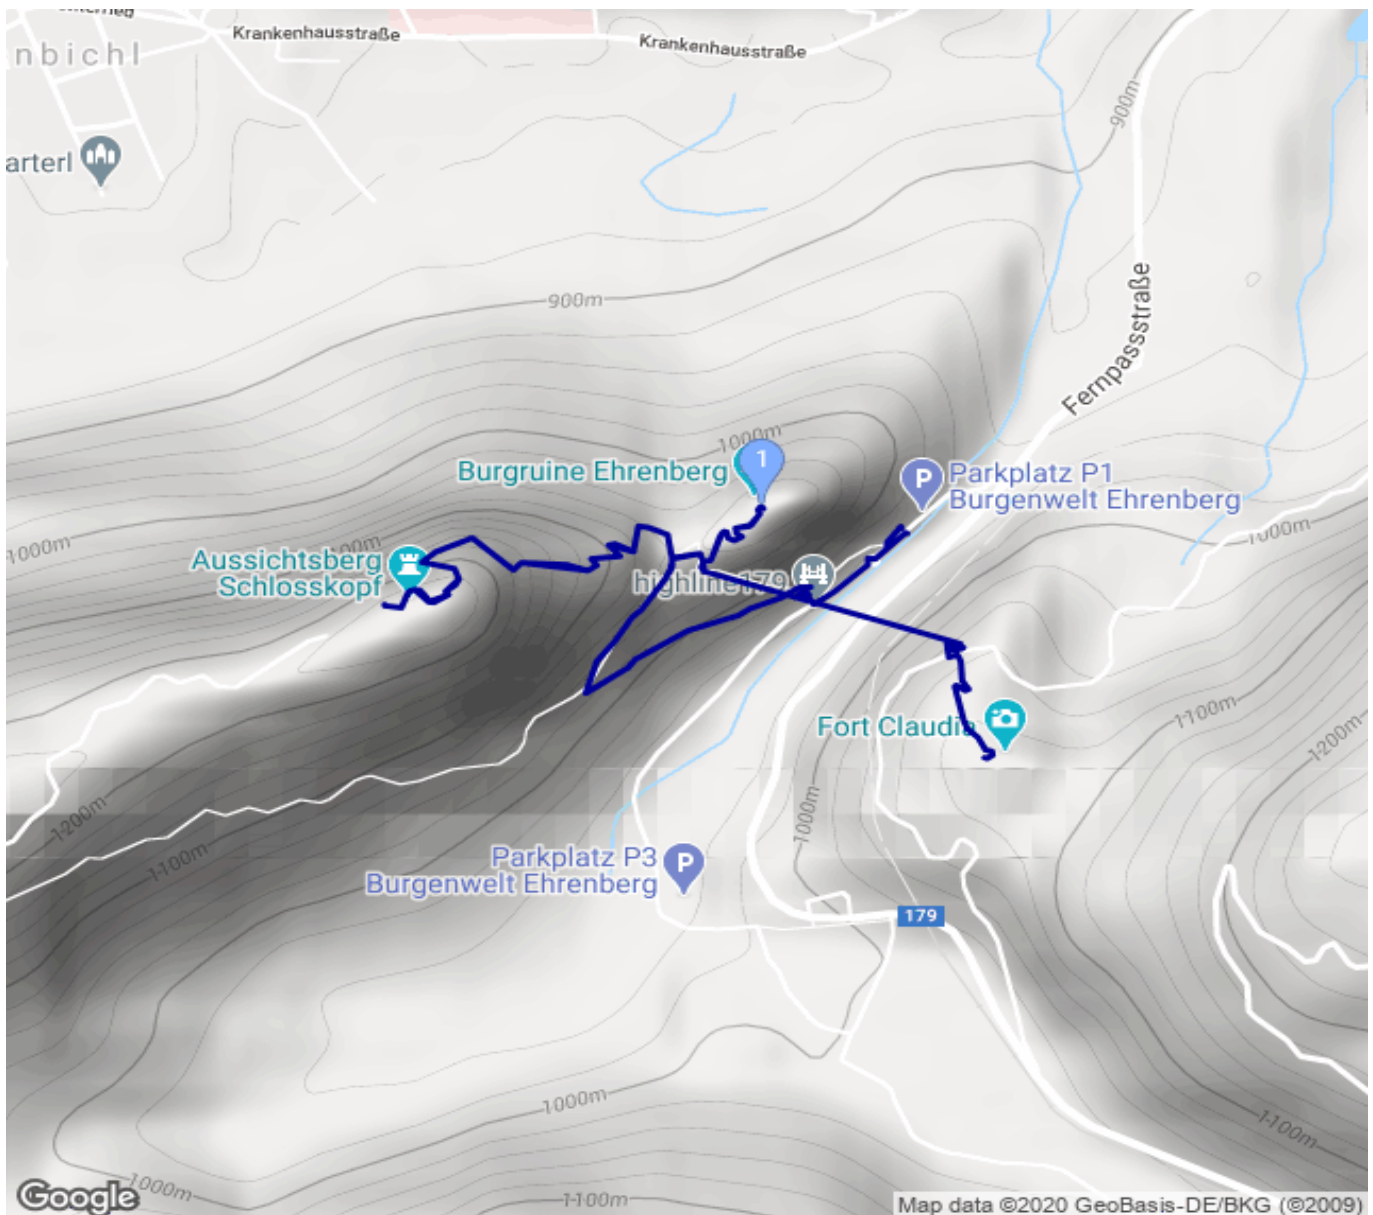 Krankenhausstraße
Krankenhausstraße
nbichl
900m
arterl
Fernpassstraße
900m
1000m
Burgruine Ehrenberg
1
P
Parkplatz P1
Burgenwelt Ehrenberg
1000m
1000m
Aussichtsberg
Schlosskopf
highline179
1100m
1200m
Fort Claudia
1200m
1100m
1000m
Parkplatz P3
Burgenwelt Ehrenberg
P
179
1000m
1100m
1000m
1100m
Google
Map data ©2020 GeoBasis-DE/BKG (©2009)